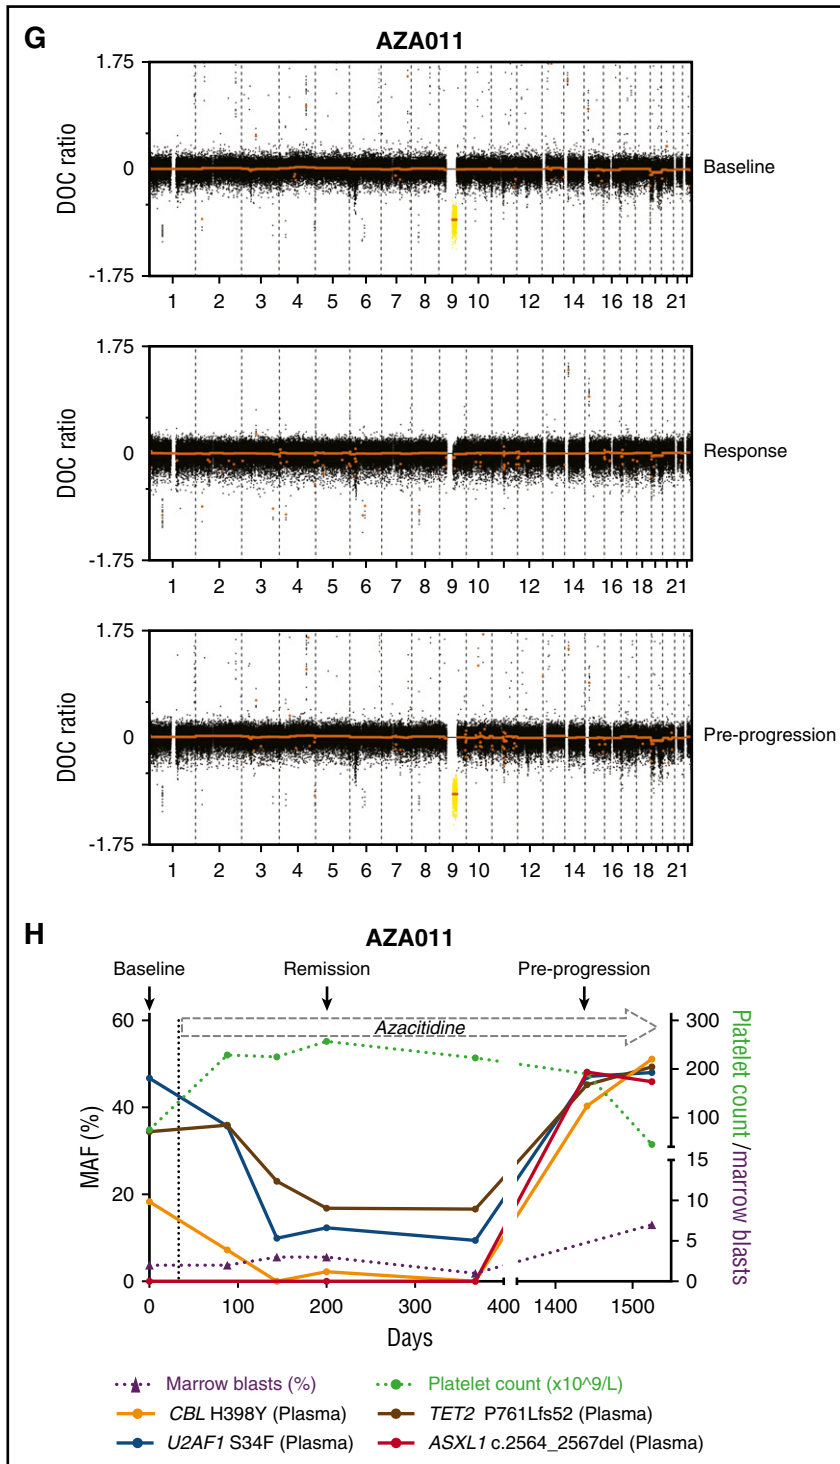 G
AZA011
1.75
0
-1.75
DOC ratio
Baseline
1 2 3 4 5 6 7 8 9 10 12 14 16 18 21
1.75
0
-1.75
DOC ratio
Response
1 2 3 4 5 6 7 8 9 10 12 14 16 18 21
1.75
0
-1.75
DOC ratio
Pre-progression
1 2 3 4 5 6 7 8 9 10 12 14 16 18 21
H
AZA011
Baseline Remission Pre-progression
Azacitidine
60
40
20
0
MAF (%)
300
200
100
15
10
5
0
Platelet count /marrow blasts
0 100 200 300 400 1400 1500
Days
Marrow blasts (%) Platelet count (x10^9/L)
CBL H398Y (Plasma) TET2 P761Lfs52 (Plasma)
U2AF1 S34F (Plasma) ASXL1 c.2564_2567del (Plasma)